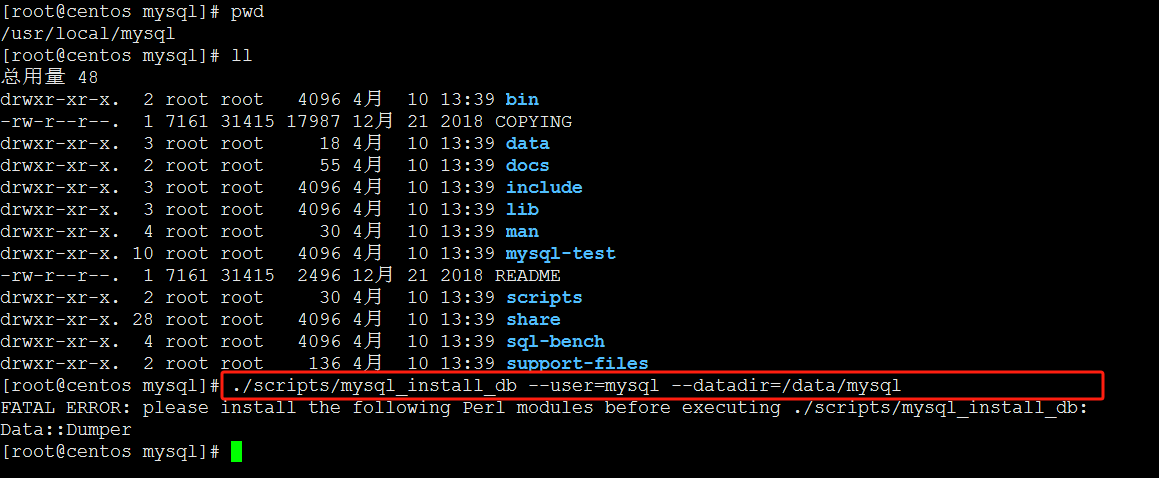 [root@centos mysql]# pwd
/usr/local/mysql
[root@centos mysql]# ll
总用量 48
drwxr-xr-x.  2 root root   4096 4月  10 13:39 bin
-rw-r--r--.  1 7161 31415 17987 12月 21 2018 COPYING
drwxr-xr-x.  3 root root     18 4月  10 13:39 data
drwxr-xr-x.  2 root root     55 4月  10 13:39 docs
drwxr-xr-x.  3 root root   4096 4月  10 13:39 include
drwxr-xr-x.  3 root root   4096 4月  10 13:39 lib
drwxr-xr-x.  4 root root     30 4月  10 13:39 man
drwxr-xr-x. 10 root root   4096 4月  10 13:39 mysql-test
-rw-r--r--.  1 7161 31415  2496 12月 21 2018 README
drwxr-xr-x.  2 root root     30 4月  10 13:39 scripts
drwxr-xr-x. 28 root root   4096 4月  10 13:39 share
drwxr-xr-x.  4 root root   4096 4月  10 13:39 sql-bench
drwxr-xr-x.  2 root root    136 4月  10 13:39 support-files
[root@centos mysql]# ./scripts/mysql_install_db --user=mysql --datadir=/data/mysql
FATAL ERROR: please install the following Perl modules before executing ./scripts/mysql_install_db:
Data::Dumper
[root@centos mysql]#